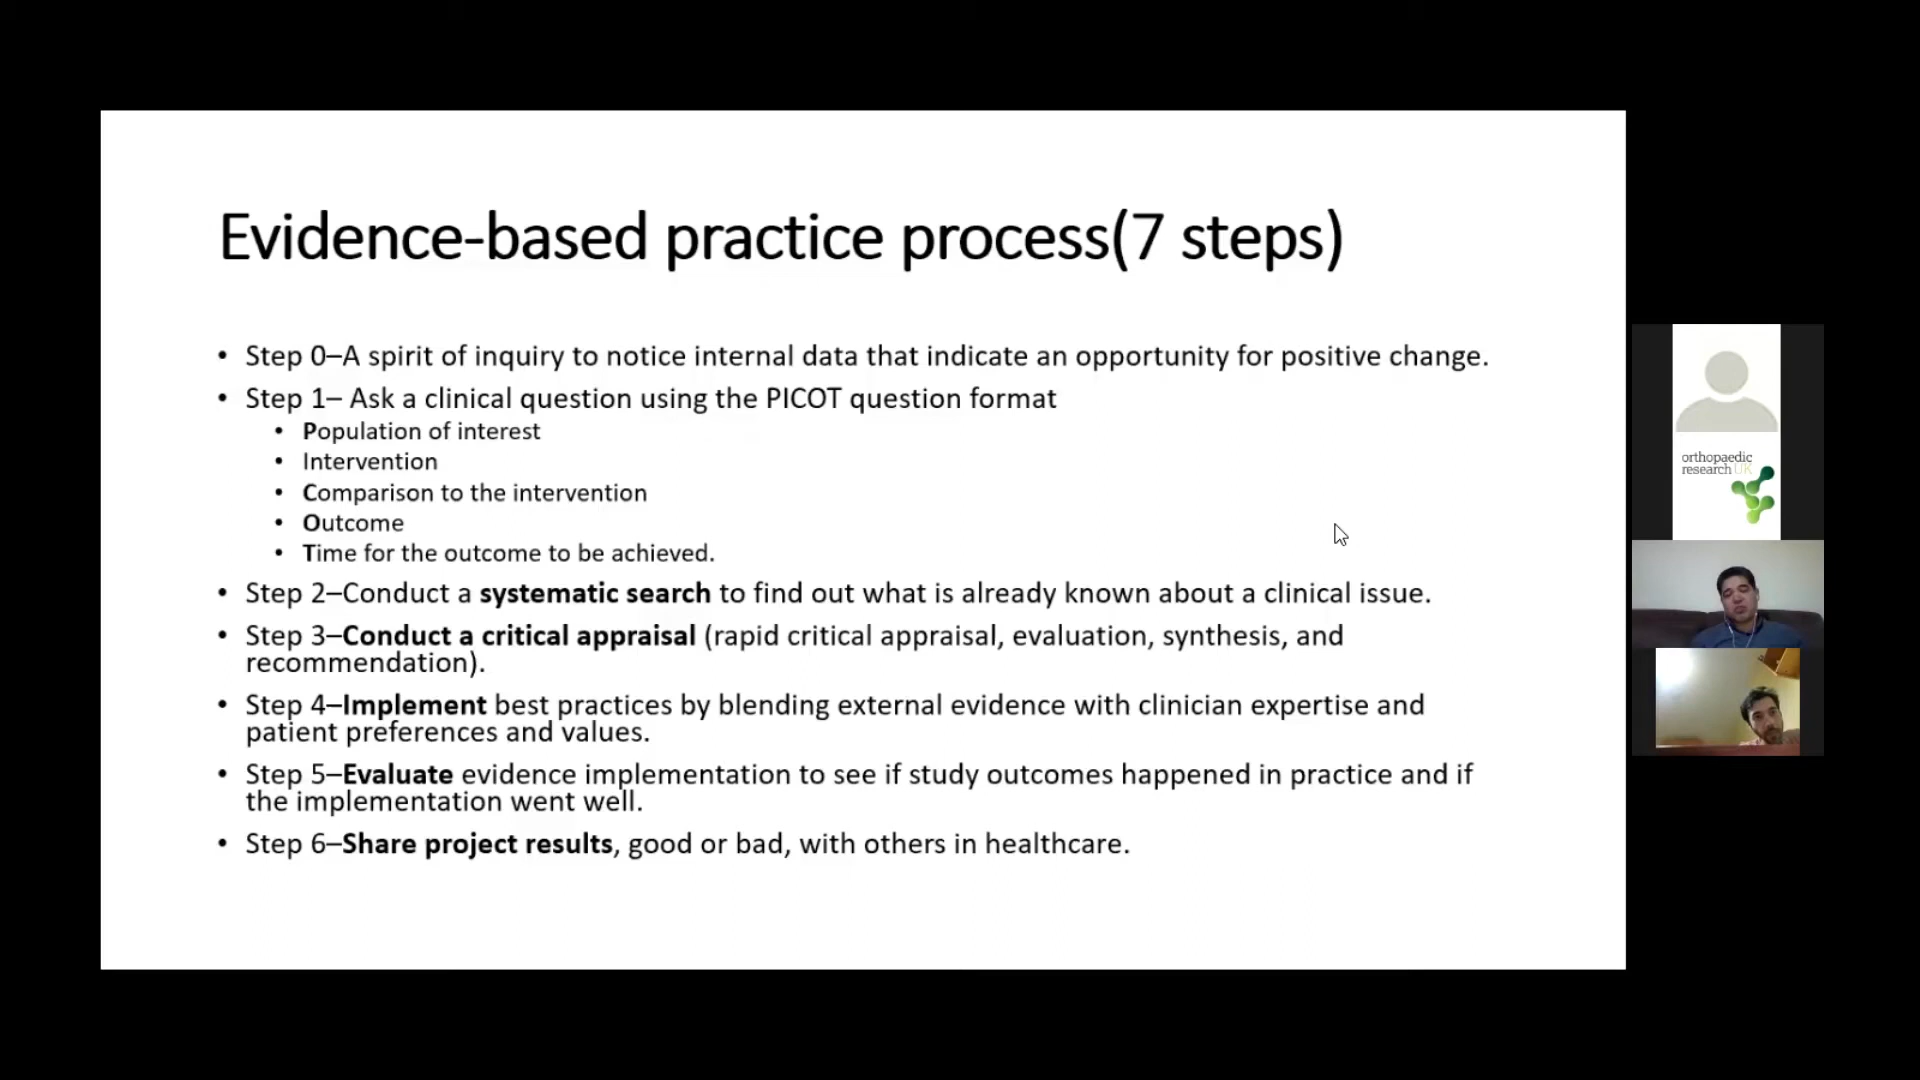 Evidence-based practice process(7 steps)
• Step 0–A spirit of inquiry to notice internal data that indicate an opportunity for positive change.
• Step 1– Ask a clinical question using the PICOT question format
• Population of interest
• Intervention
• Comparison to the intervention
• Outcome
• Time for the outcome to be achieved.
• Step 2–Conduct a systematic search to find out what is already known about a clinical issue.
• Step 3–Conduct a critical appraisal (rapid critical appraisal, evaluation, synthesis, and
recommendation).
• Step 4–Implement best practices by blending external evidence with clinician expertise and
patient preferences and values.
• Step 5–Evaluate evidence implementation to see if study outcomes happened in practice and if
the implementation went well.
• Step 6–Share project results, good or bad, with others in healthcare.
orthopaedic
research UK